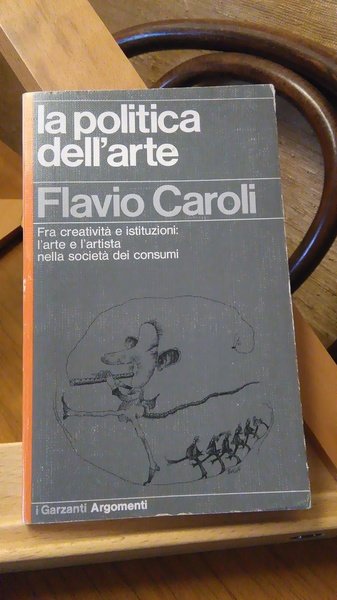 la politica
dell'arte
Flavio Caroli
Fra creatività e istituzioni:
l'arte e l'artista
nella società dei consumi
i Garzanti Argomenti